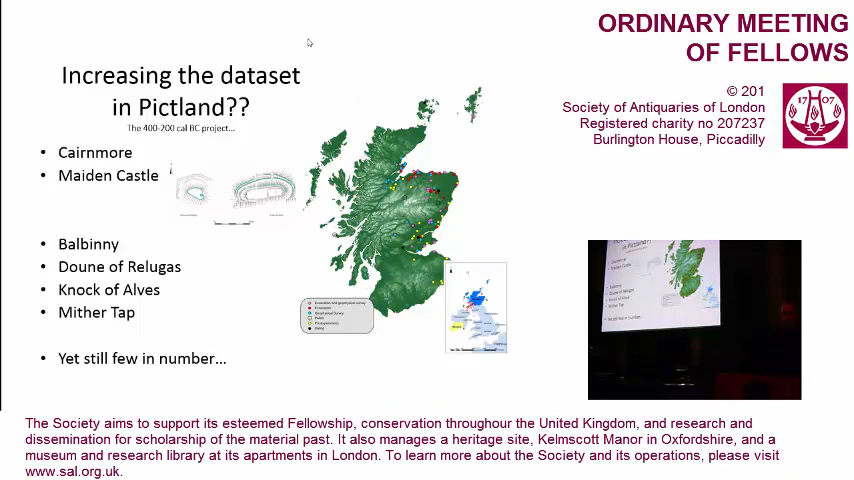 ORDINARY MEETING
OF FELLOWS
© 201
Society of Antiquaries of London
Registered charity no 207237
Burlington House, Piccadilly
17 07
Increasing the dataset
in Pictland??
The 400-200 cal BC project...
• Cairnmore
• Maiden Castle
• Balbinny
• Doune of Relugas
• Knock of Alves
• Mither Tap
• Yet still few in number...
The Society aims to support its esteemed Fellowship, conservation throughour the United Kingdom, and research and
dissemination for scholarship of the material past. It also manages a heritage site, Kelmscott Manor in Oxfordshire, and a
museum and research library at its apartments in London. To learn more about the Society and its operations, please visit
www.sal.org.uk.